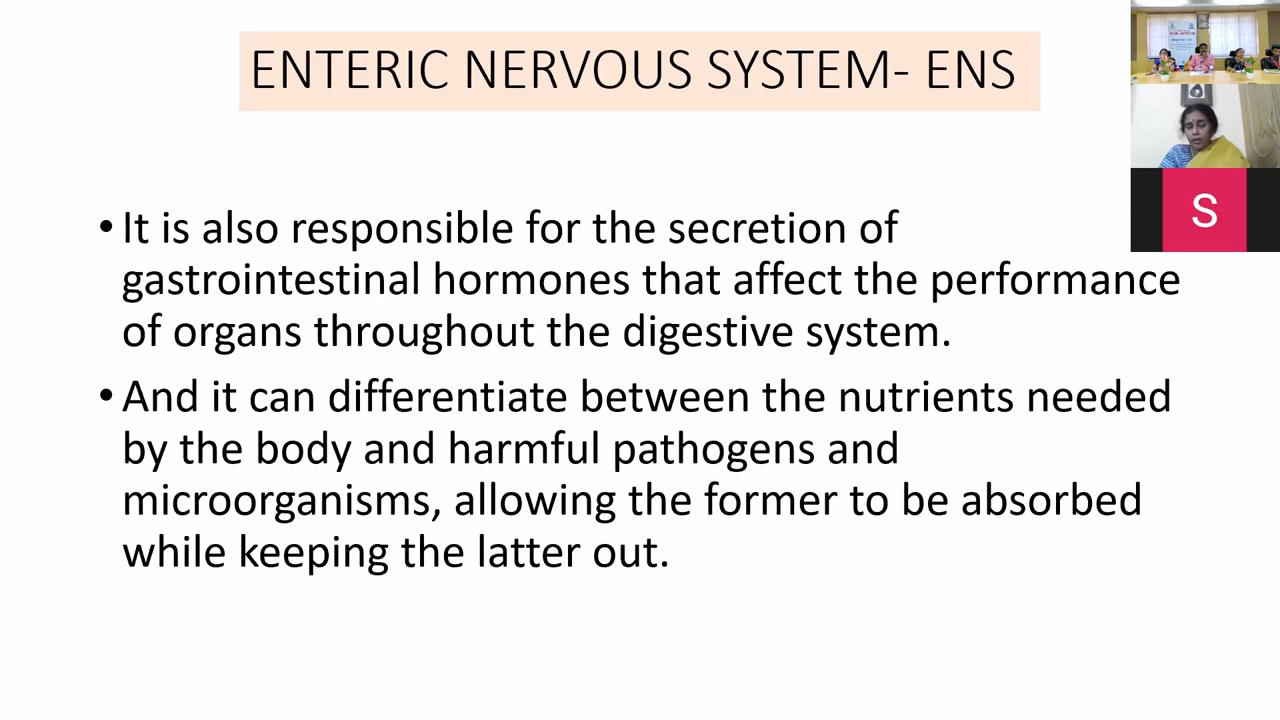 ENTERIC NERVOUS SYSTEM- ENS
• It is also responsible for the secretion of
gastrointestinal hormones that affect the performance
of organs throughout the digestive system.
• And it can differentiate between the nutrients needed
by the body and harmful pathogens and
microorganisms, allowing the former to be absorbed
while keeping the latter out.
S